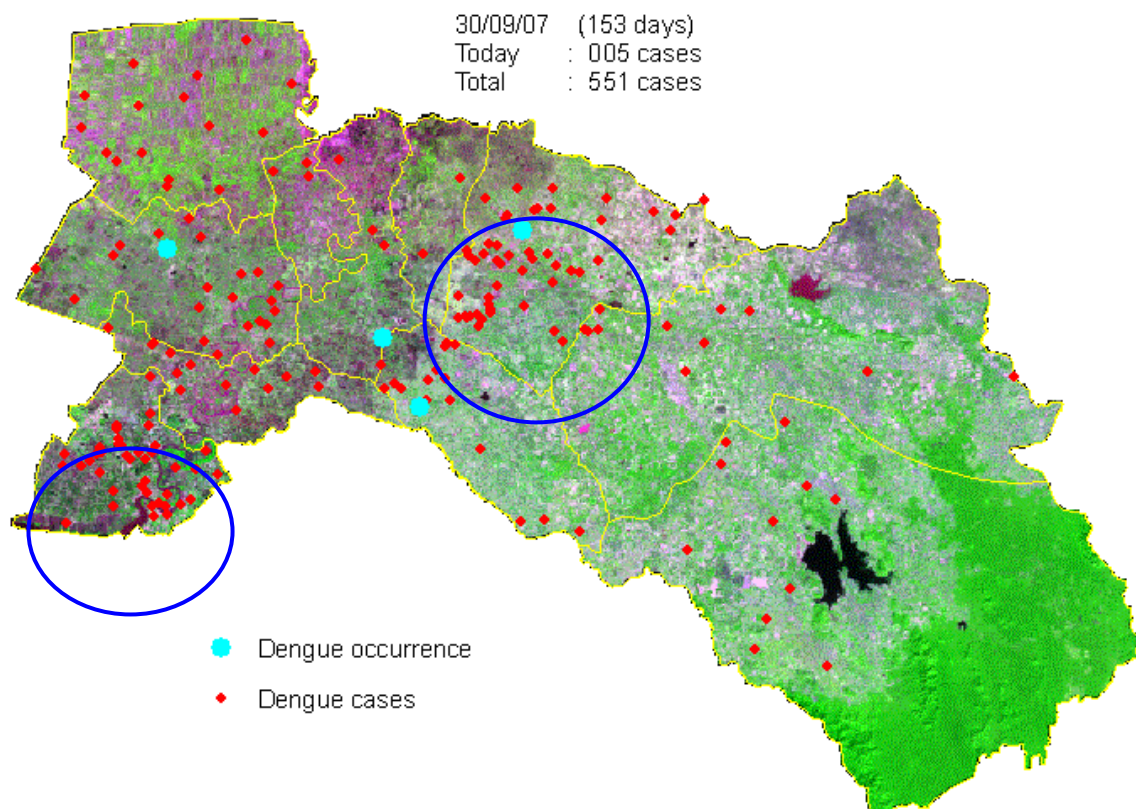 30/09/07 (153 days)
Today : 005 cases
Total : 551 cases
Dengue occurrence
Dengue cases